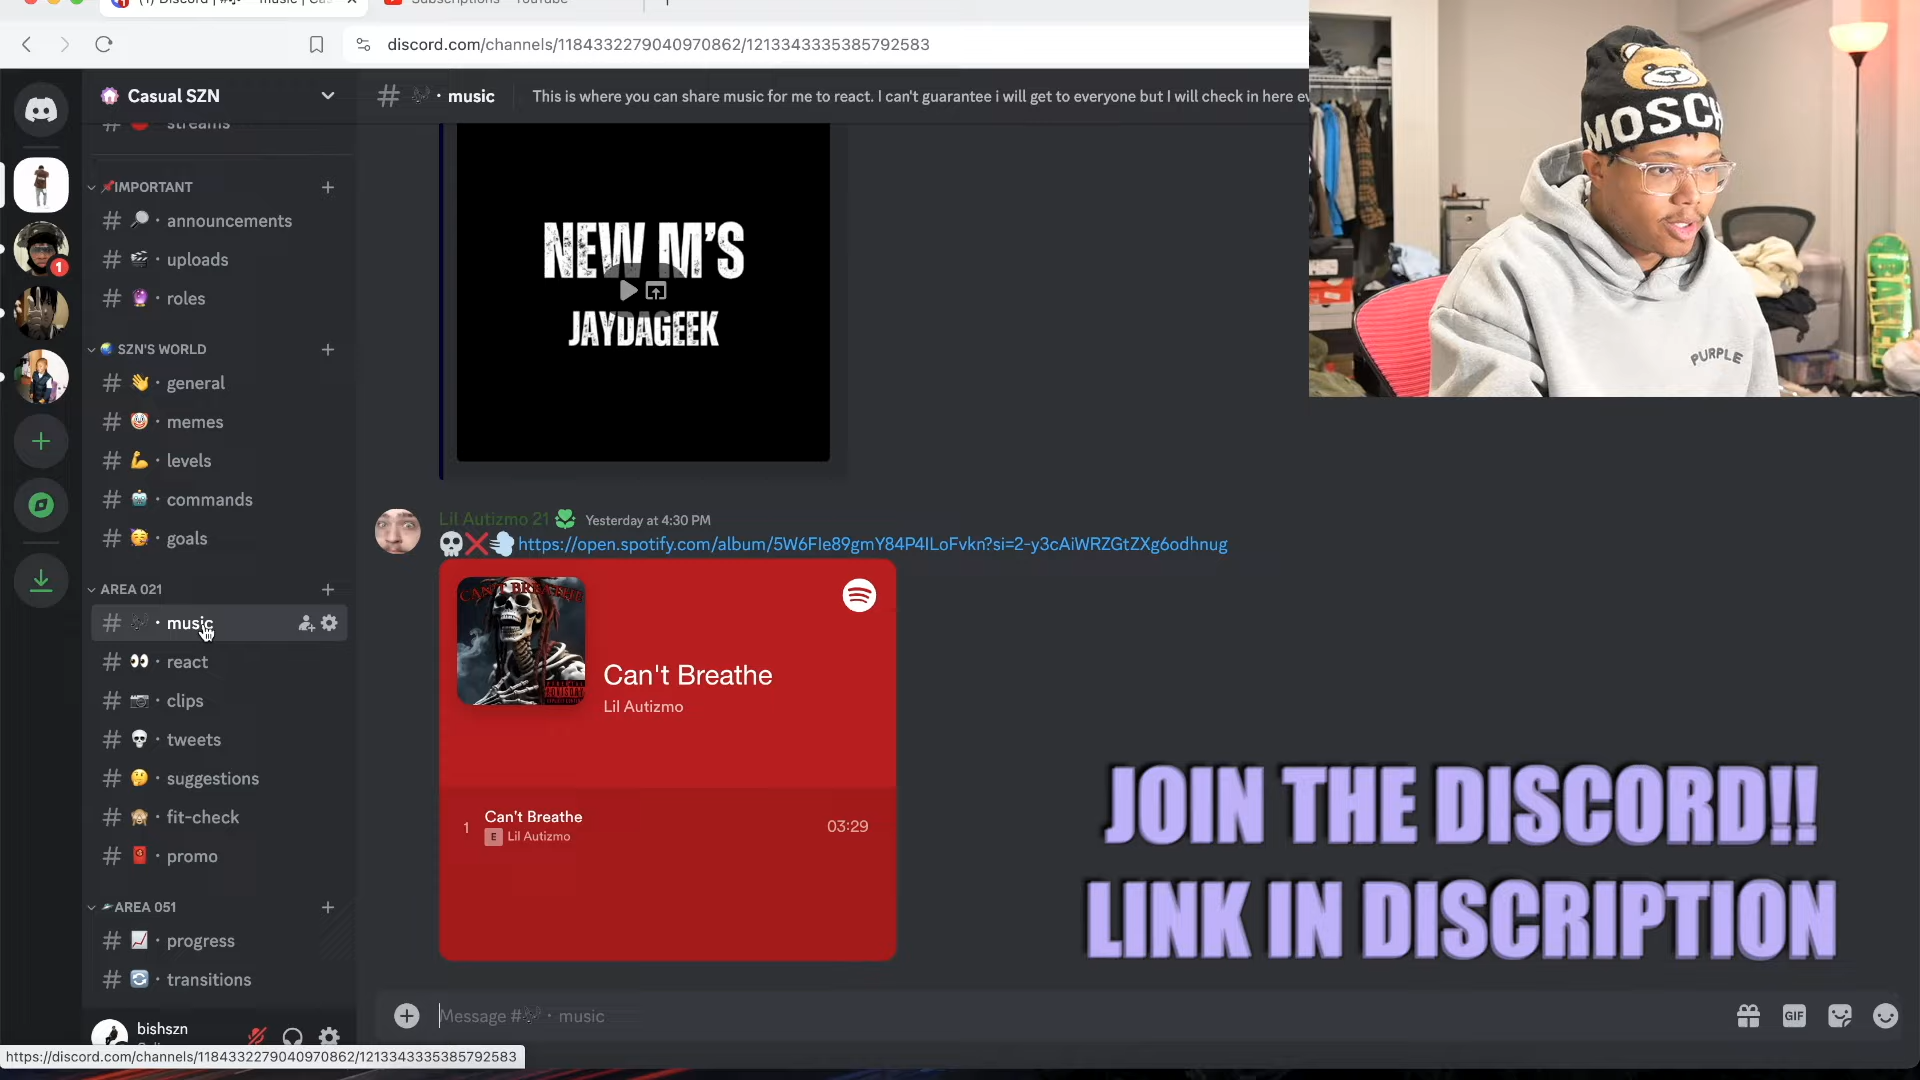 discord.com/channels/1184332279040970862/1213343335385792583
Casual SZN
streams
IMPORTANT
announcements
uploads
roles
SZN'S WORLD
general
memes
levels
commands
goals
AREA 021
music
react
clips
tweets
suggestions
fit-check
promo
AREA 051
progress
transitions
bishszn
https://discord.com/channels/1184332279040970862/1213343335385792583
1
music
This is where you can share music for me to react. I can't guarantee i will get to everyone but I will check in here
NEW M'S
JAYDAGEEK
Lil Autizmo 21 Yesterday at 4:30 PM
https://open.spotify.com/album/5W6FIe89gmY84P4ILoFvkn?si=2-y3cAiWRZGtZXg6odhnug
CAN'T BREATHE
Can't Breathe
Lil Autizmo
1 Can't Breathe 03:29
E Lil Autizmo
Message # music
GIF
MOSCH
PURPLE
JOIN THE DISCORD!!
LINK IN DISCRIPTION